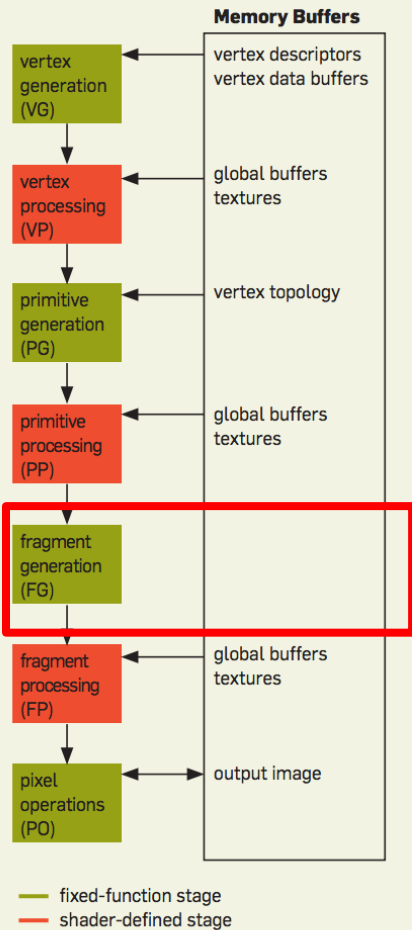 Memory Buffers
vertex
generation
(VG)
vertex descriptors
vertex data buffers
vertex
processing
(VP)
global buffers
textures
primitive
generation
(PG)
vertex topology
primitive
processing
(PP)
global buffers
textures
fragment
generation
(FG)
fragment
processing
(FP)
global buffers
textures
pixel
operations
(PO)
output image
fixed-function stage
shader-defined stage